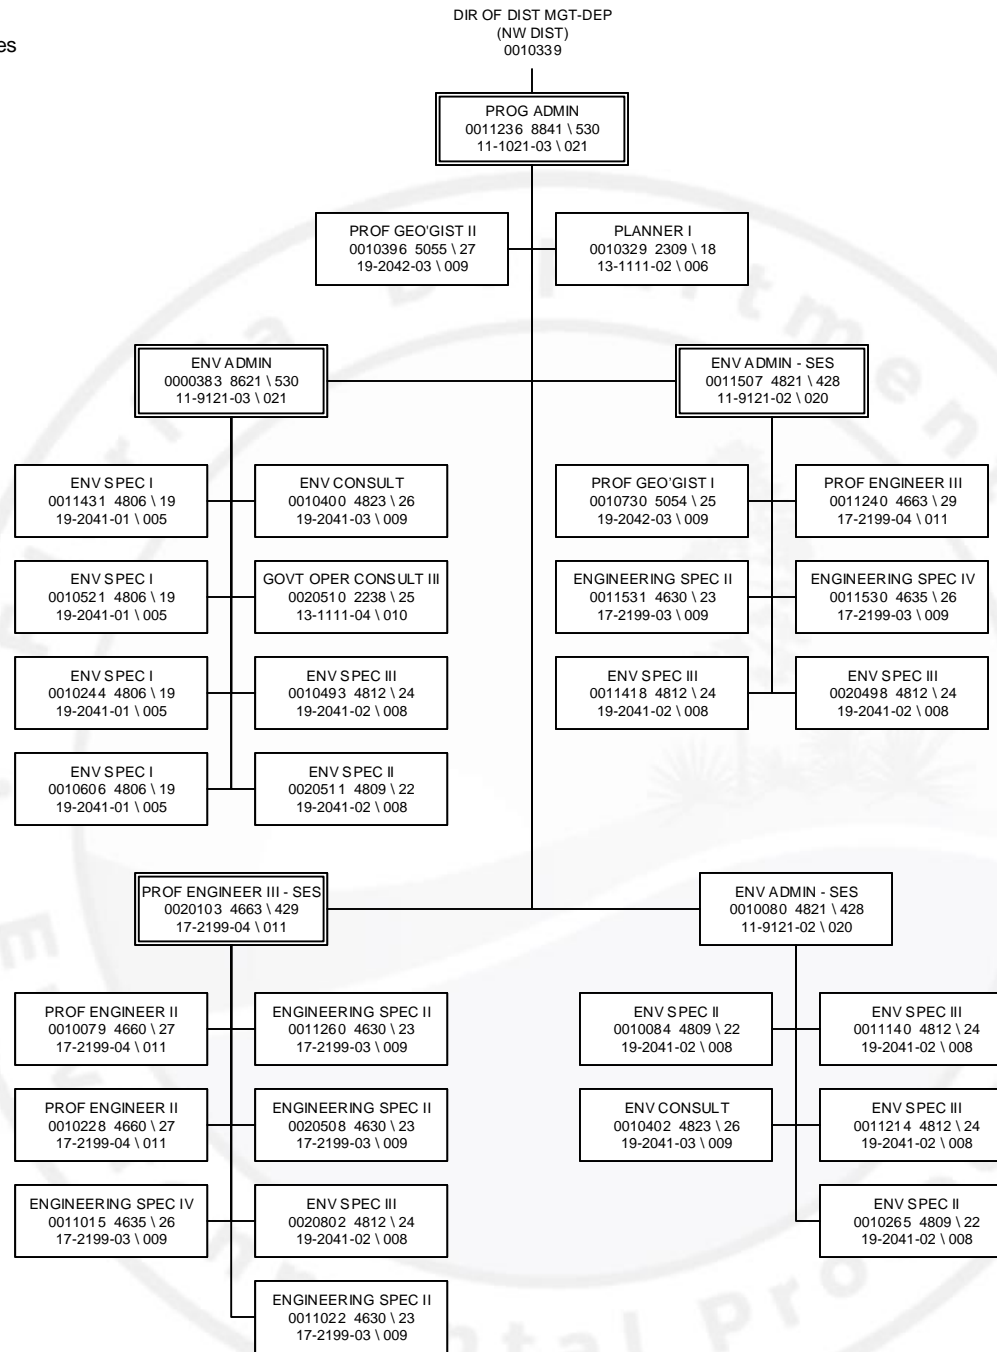 DIR OF DIST MGT-DEP
(NW DIST)
0010339
es
PROG ADMIN
0011236 8841 \ 530
11-1021-03 \ 021
PROF GEO'GIST II
0010396 5055 \ 27
19-2042-03 \ 009
PLANNER I
0010329 2309 \ 18
13-1111-02 \ 006
ENV ADMIN
0000383 8621 \ 530
11-9121-03 \ 021
ENV ADMIN - SES
0011507 4821 \ 428
11-9121-02 \ 020
ENV SPEC I
0011431 4806 \ 19
19-2041-01 \ 005
ENV CONSULT
0010400 4823 \ 26
19-2041-03 \ 009
PROF GEO'GIST I
0010730 5054 \ 25
19-2042-03 \ 009
PROF ENGINEER III
0011240 4663 \ 29
17-2199-04 \ 011
ENV SPEC I
0010521 4806 \ 19
19-2041-01 \ 005
GOVT OPER CONSULT III
0020510 2238 \ 25
13-1111-04 \ 010
ENGINEERING SPEC II
0011531 4630 \ 23
17-2199-03 \ 009
ENGINEERING SPEC IV
0011530 4635 \ 26
17-2199-03 \ 009
ENV SPEC I
0010244 4806 \ 19
19-2041-01 \ 005
ENV SPEC III
0010493 4812 \ 24
19-2041-02 \ 008
ENV SPEC III
0011418 4812 \ 24
19-2041-02 \ 008
ENV SPEC III
0020498 4812 \ 24
19-2041-02 \ 008
ENV SPEC I
0010606 4806 \ 19
19-2041-01 \ 005
ENV SPEC II
0020511 4809 \ 22
19-2041-02 \ 008
PROF ENGINEER III - SES
0020103 4663 \ 429
17-2199-04 \ 011
ENV ADMIN - SES
0010080 4821 \ 428
11-9121-02 \ 020
PROF ENGINEER II
0010079 4660 \ 27
17-2199-04 \ 011
ENGINEERING SPEC II
0011260 4630 \ 23
17-2199-03 \ 009
ENV SPEC II
0010084 4809 \ 22
19-2041-02 \ 008
ENV SPEC III
0011140 4812 \ 24
19-2041-02 \ 008
PROF ENGINEER II
0010228 4660 \ 27
17-2199-04 \ 011
ENGINEERING SPEC II
0020508 4630 \ 23
17-2199-03 \ 009
ENV CONSULT
0010402 4823 \ 26
19-2041-03 \ 009
ENV SPEC III
0011214 4812 \ 24
19-2041-02 \ 008
ENGINEERING SPEC IV
0011015 4635 \ 26
17-2199-03 \ 009
ENV SPEC III
0020802 4812 \ 24
19-2041-02 \ 008
ENV SPEC II
0010265 4809 \ 22
19-2041-02 \ 008
ENGINEERING SPEC II
0011022 4630 \ 23
17-2199-03 \ 009